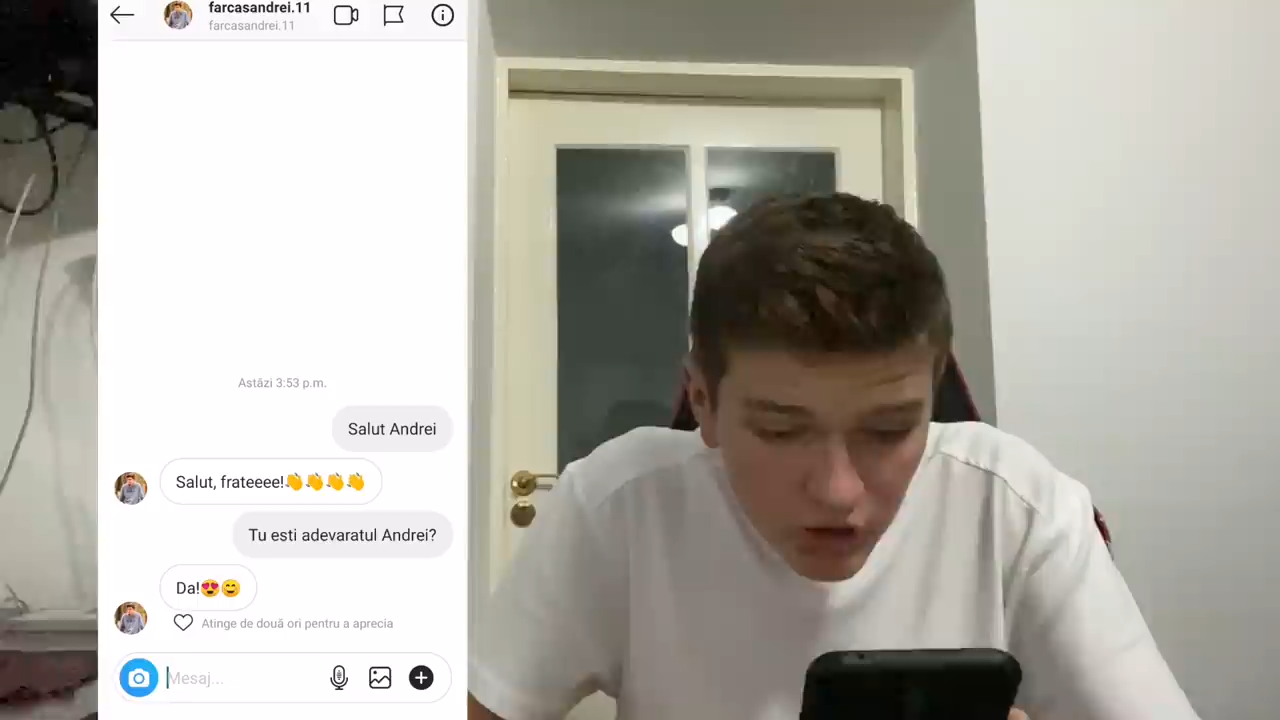 farcasandrei.11
farcasandrei.11
Astăzi 3:53 p.m.
Salut Andrei
Salut, frateeee!👏👏👏👏
Tu esti adevaratul Andrei?
Da!😍😊
Atinge de două ori pentru a aprecia
Mesaj...